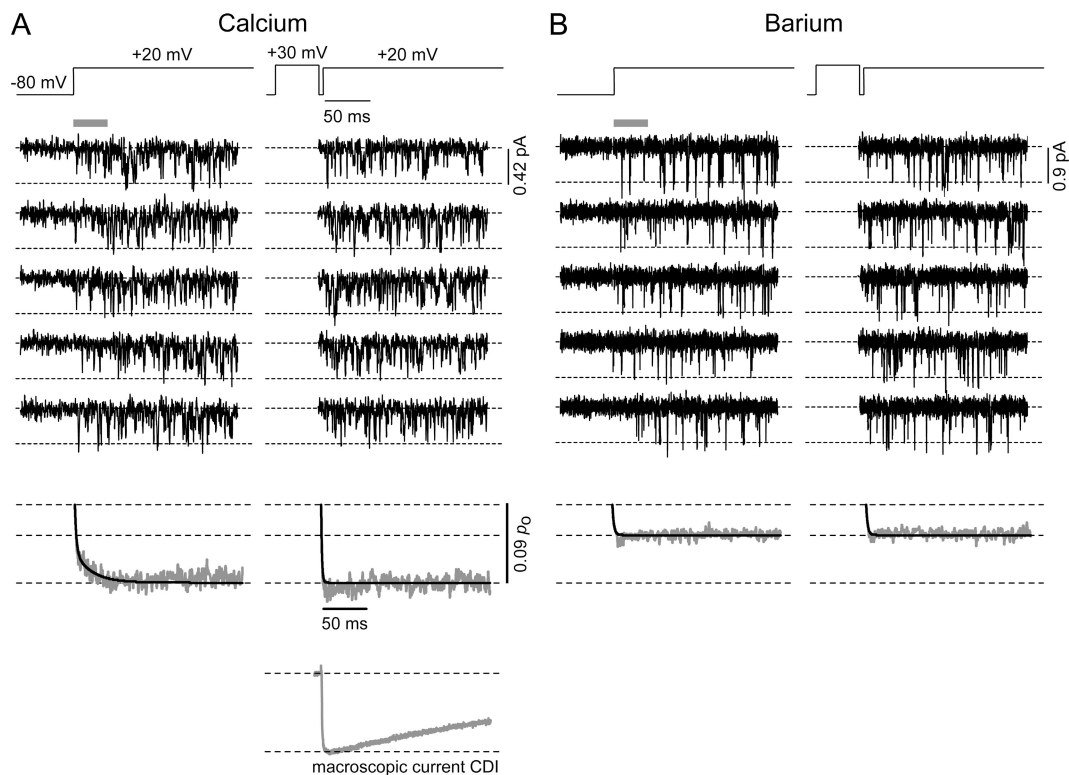 A
Calcium
B
Barium
-80 mV
+20 mV
+30 mV
+20 mV
50 ms
0.42 pA
0.9 pA
0.09 po
50 ms
macroscopic current CDI